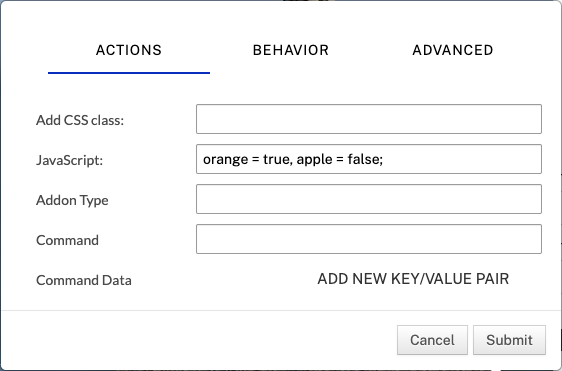 ACTIONS BEHAVIOR ADVANCED
Add CSS class:
JavaScript: orange = true, apple = false;
Addon Type
Command
Command Data ADD NEW KEY/VALUE PAIR
Cancel Submit